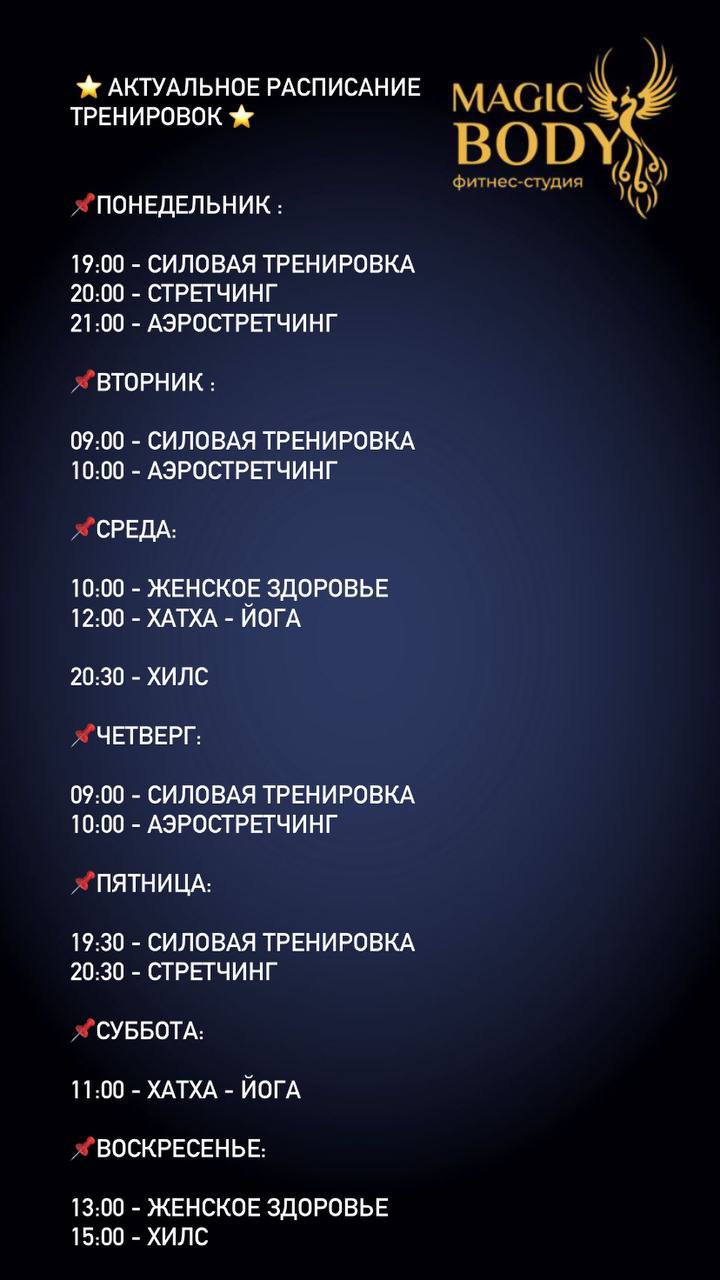 ⭐ АКТУАЛЬНОЕ РАСПИСАНИЕ
ТРЕНИРОВОК ⭐
MAGIC
BODY
фитнес-студия
📌ПОНЕДЕЛЬНИК :
19:00 - СИЛОВАЯ ТРЕНИРОВКА
20:00 - СТРЕТЧИНГ
21:00 - АЭРОСТРЕТЧИНГ
📌ВТОРНИК :
09:00 - СИЛОВАЯ ТРЕНИРОВКА
10:00 - АЭРОСТРЕТЧИНГ
📌СРЕДА:
10:00 - ЖЕНСКОЕ ЗДОРОВЬЕ
12:00 - ХАТХА - ЙОГА
20:30 - ХИЛС
📌ЧЕТВЕРГ:
09:00 - СИЛОВАЯ ТРЕНИРОВКА
10:00 - АЭРОСТРЕТЧИНГ
📌ПЯТНИЦА:
19:30 - СИЛОВАЯ ТРЕНИРОВКА
20:30 - СТРЕТЧИНГ
📌СУББОТА:
11:00 - ХАТХА - ЙОГА
📌ВОСКРЕСЕНЬЕ:
13:00 - ЖЕНСКОЕ ЗДОРОВЬЕ
15:00 - ХИЛС